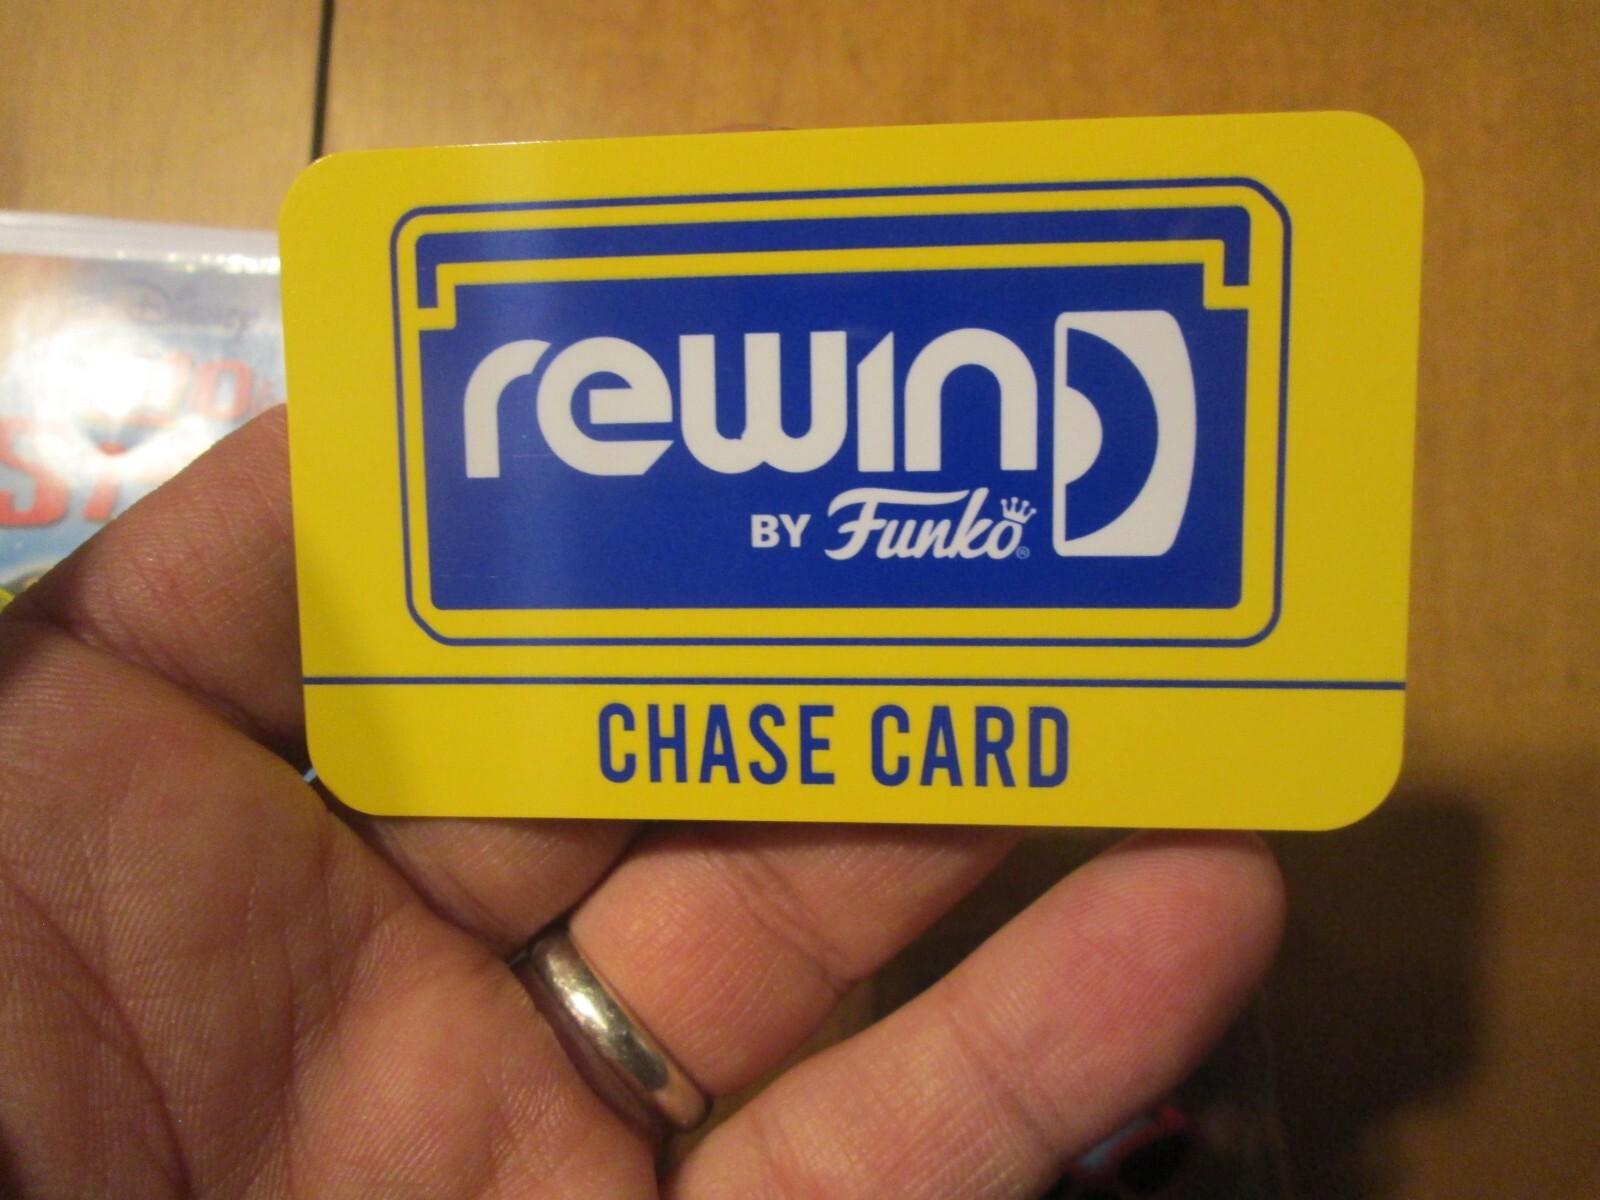 Disney
rewind
BY Funko®
CHASE CARD